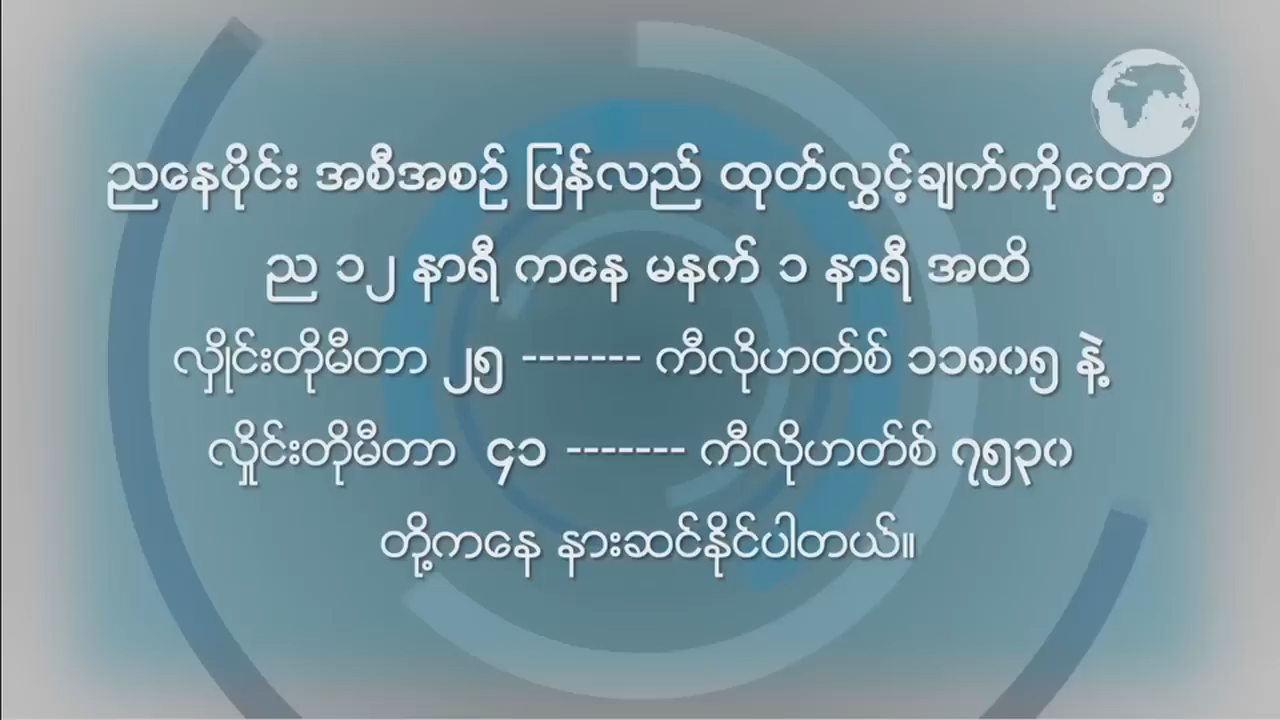 ညနေပိုင်း အစီအစဉ် ပြန်လည် ထုတ်လွှင့်ချက်ကိုတော့
ည ၁၂ နာရီ ကနေ မနက် ၁ နာရီ အထိ
လှိုင်းတိုမီတာ ၂၅ ------- ကီလိုဟတ်စ် ၁၁၈၀၅ နဲ့
လှိုင်းတိုမီတာ ၄၁ ------- ကီလိုဟတ်စ် ၇၅၃၀
တို့ကနေ နားဆင်နိုင်ပါတယ်။